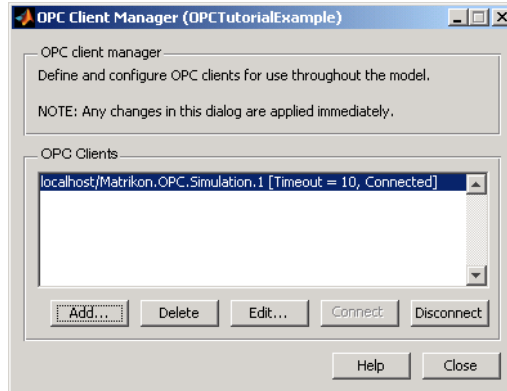 OPC Client Manager (OPCTutorialExample)
OPC client manager
Define and configure OPC clients for use throughout the model.
NOTE: Any changes in this dialog are applied immediately.
OPC Clients
localhost/Matrikon.OPC.Simulation.1 [Timeout = 10, Connected]
Add... Delete Edit... Connect Disconnect
Help Close